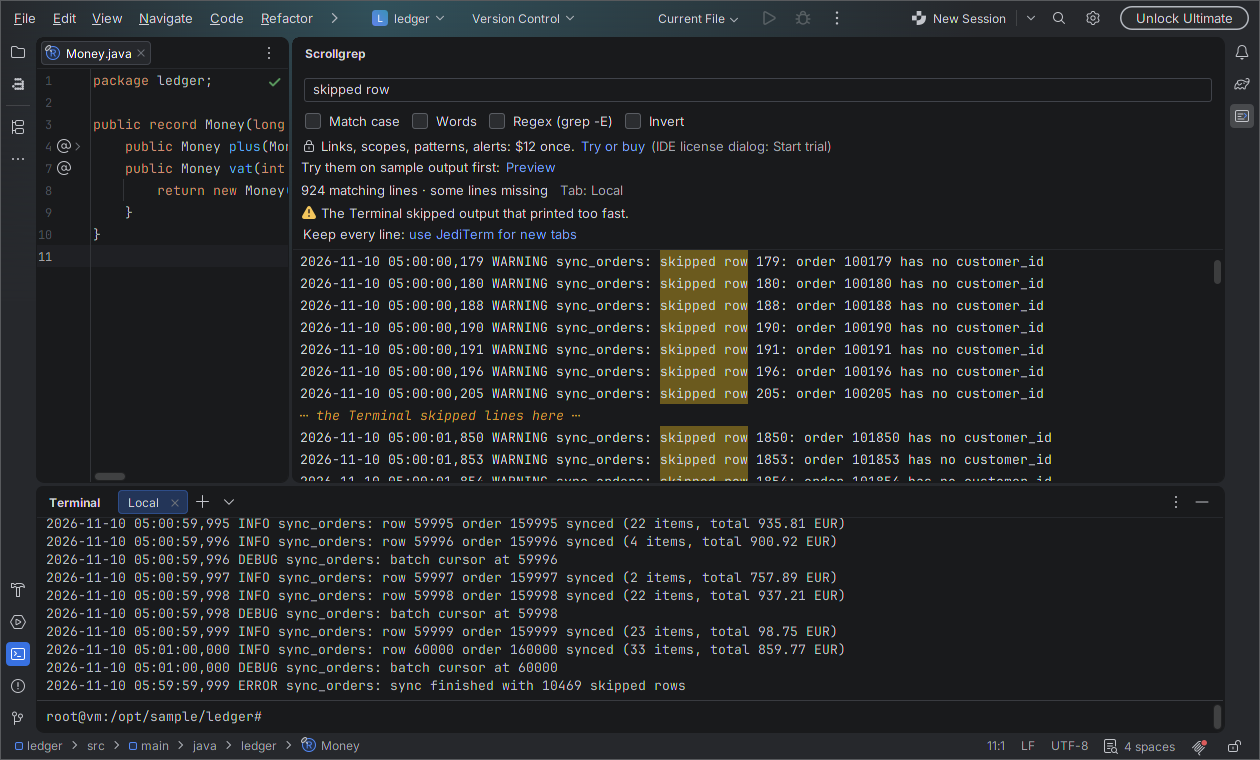 File Edit View Navigate Code Refactor L ledger Version Control Current File New Session Unlock Ultimate
Money.java
1 package ledger;
2
3 public record Money(long
4 public Money plus(Mon
7 public Money vat(int
8 return new Money(
9 }
10 }
11
Scrollgrep
skipped row
Match case Words Regex (grep -E) Invert
Links, scopes, patterns, alerts: $12 once. Try or buy (IDE license dialog: Start trial)
Try them on sample output first: Preview
924 matching lines · some lines missing Tab: Local
The Terminal skipped output that printed too fast.
Keep every line: use JediTerm for new tabs
2026-11-10 05:00:00,179 WARNING sync_orders: skipped row 179: order 100179 has no customer_id
2026-11-10 05:00:00,180 WARNING sync_orders: skipped row 180: order 100180 has no customer_id
2026-11-10 05:00:00,188 WARNING sync_orders: skipped row 188: order 100188 has no customer_id
2026-11-10 05:00:00,190 WARNING sync_orders: skipped row 190: order 100190 has no customer_id
2026-11-10 05:00:00,191 WARNING sync_orders: skipped row 191: order 100191 has no customer_id
2026-11-10 05:00:00,196 WARNING sync_orders: skipped row 196: order 100196 has no customer_id
2026-11-10 05:00:00,205 WARNING sync_orders: skipped row 205: order 100205 has no customer_id
⋯ the Terminal skipped lines here ⋯
2026-11-10 05:00:01,850 WARNING sync_orders: skipped row 1850: order 101850 has no customer_id
2026-11-10 05:00:01,853 WARNING sync_orders: skipped row 1853: order 101853 has no customer_id
2026-11-10 05:00:01,854 WARNING sync_orders: skipped row 1854: order 101854 has no customer_id
Terminal Local
2026-11-10 05:00:59,995 INFO sync_orders: row 59995 order 159995 synced (22 items, total 935.81 EUR)
2026-11-10 05:00:59,996 INFO sync_orders: row 59996 order 159996 synced (4 items, total 900.92 EUR)
2026-11-10 05:00:59,996 DEBUG sync_orders: batch cursor at 59996
2026-11-10 05:00:59,997 INFO sync_orders: row 59997 order 159997 synced (2 items, total 757.89 EUR)
2026-11-10 05:00:59,998 INFO sync_orders: row 59998 order 159998 synced (22 items, total 937.21 EUR)
2026-11-10 05:00:59,998 DEBUG sync_orders: batch cursor at 59998
2026-11-10 05:00:59,999 INFO sync_orders: row 59999 order 159999 synced (23 items, total 98.75 EUR)
2026-11-10 05:01:00,000 INFO sync_orders: row 60000 order 160000 synced (33 items, total 859.77 EUR)
2026-11-10 05:01:00,000 DEBUG sync_orders: batch cursor at 60000
2026-11-10 05:59:59,999 ERROR sync_orders: sync finished with 10469 skipped rows
root@vm:/opt/sample/ledger#
ledger src main java ledger Money 11:1 LF UTF-8 4 spaces